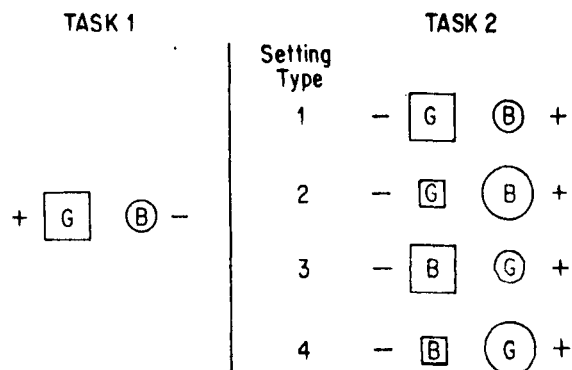 TASK 1
TASK 2
Setting
Type
1 - G B +
2 - G B +
+ G B -
3 - B G +
4 - B G +